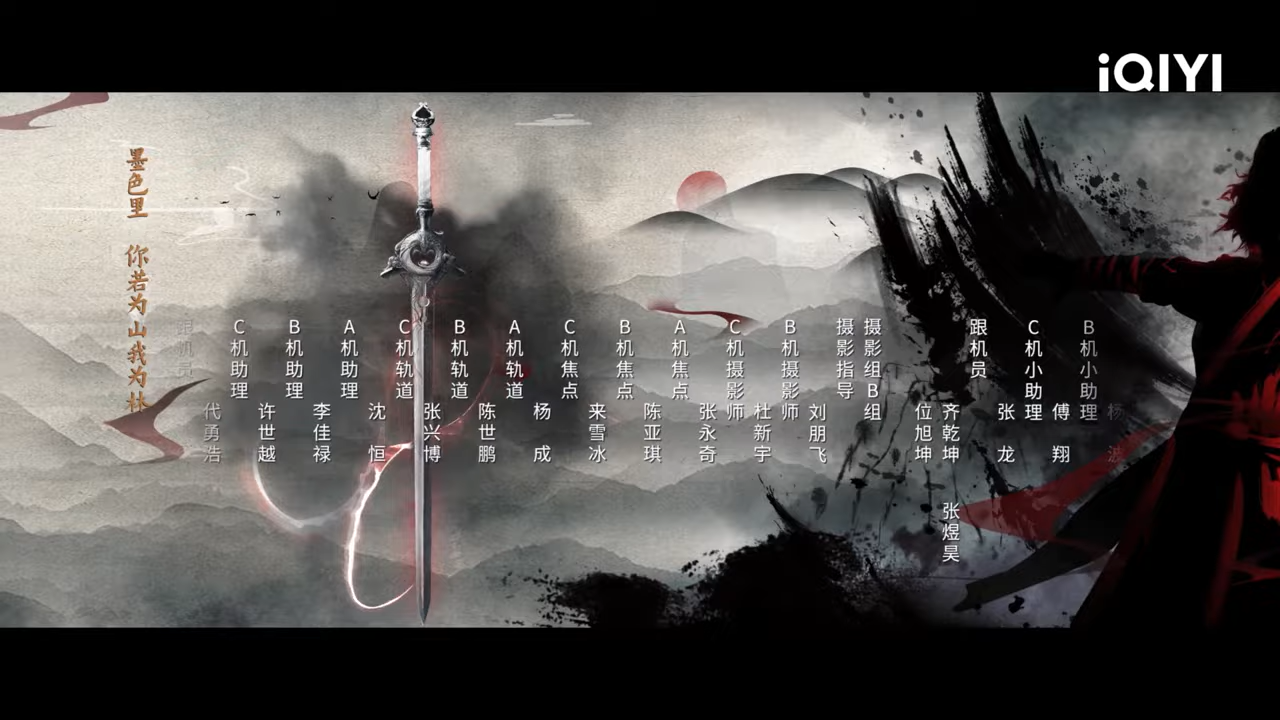 iQIYI
杨
B机小助理
傅翔
C机小助理
张龙
跟机员
齐乾坤 张煜昊
位旭坤
摄影组B组
摄影指导
刘朋飞
B机摄影师
杜新宇
C机摄影师
张永奇
A机焦点
陈亚琪
B机焦点
来雪冰
C机焦点
杨成
A机轨道
陈世鹏
B机轨道
张兴博
C机轨道
沈恒
A机助理
李佳禄
B机助理
许世越
C机助理
代勇浩
跟机员
墨色里 你若为山我为